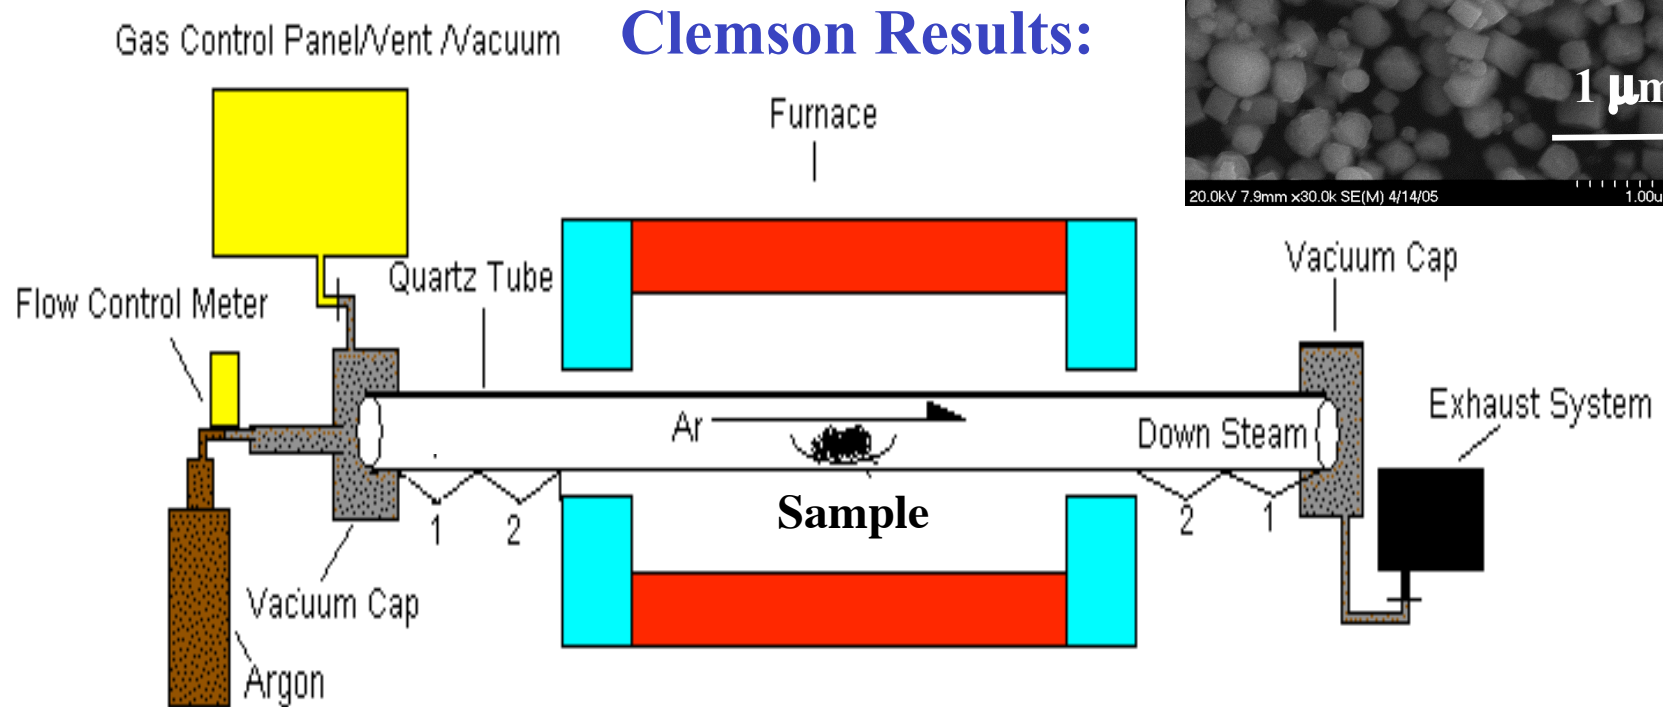 Clemson Results:
Gas Control Panel/Vent /Vacuum
Furnace
1 μm
20.0kV 7.9mm x30.0k SE(M) 4/14/05 1.00u
Vacuum Cap
Quartz Tube
Flow Control Meter
Exhaust System
Ar
Down Steam
Sample
1 2
2 1
Vacuum Cap
Argon